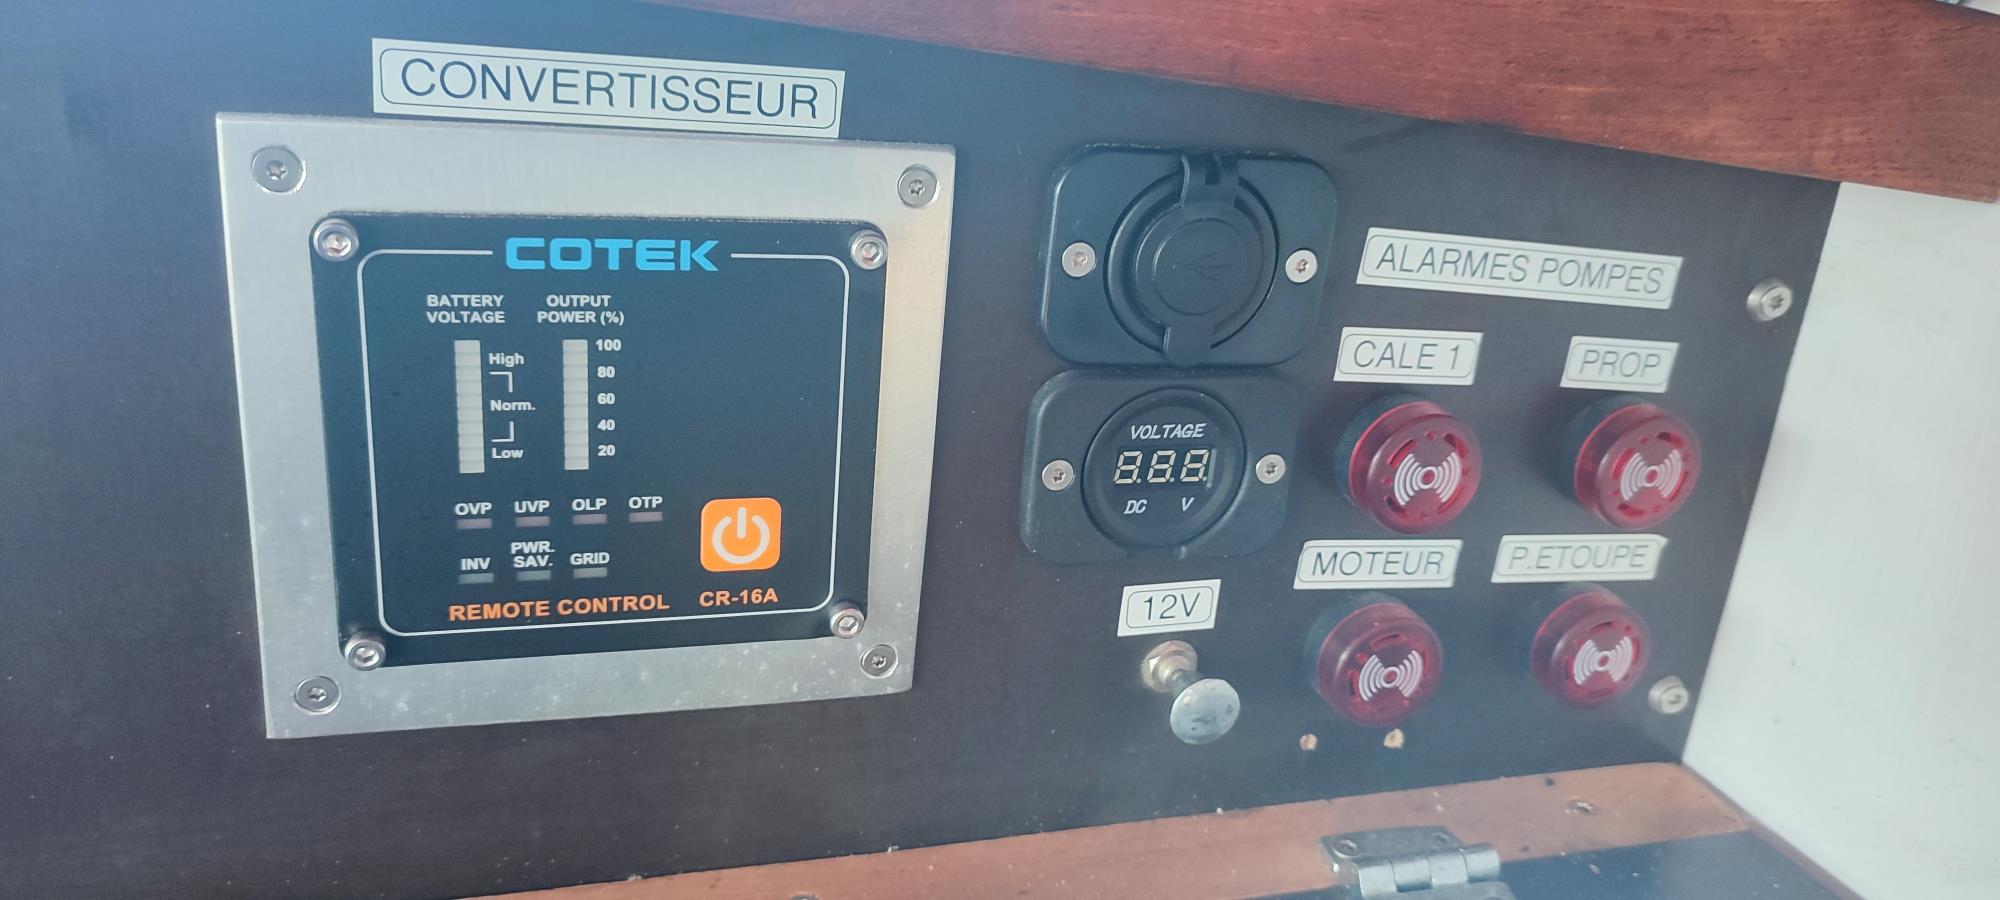 CONVERTISSEUR
COTEK
BATTERY
VOLTAGE
OUTPUT
POWER (%)
High
Norm.
Low
100
80
60
40
20
OVP UVP OLP OTP
INV
PWR.
SAV.
GRID
REMOTE CONTROL CR-16A
VOLTAGE
8.8.8.
DC V
12V
ALARMES POMPES
CALE 1
PROP
MOTEUR
P.ETOUPE